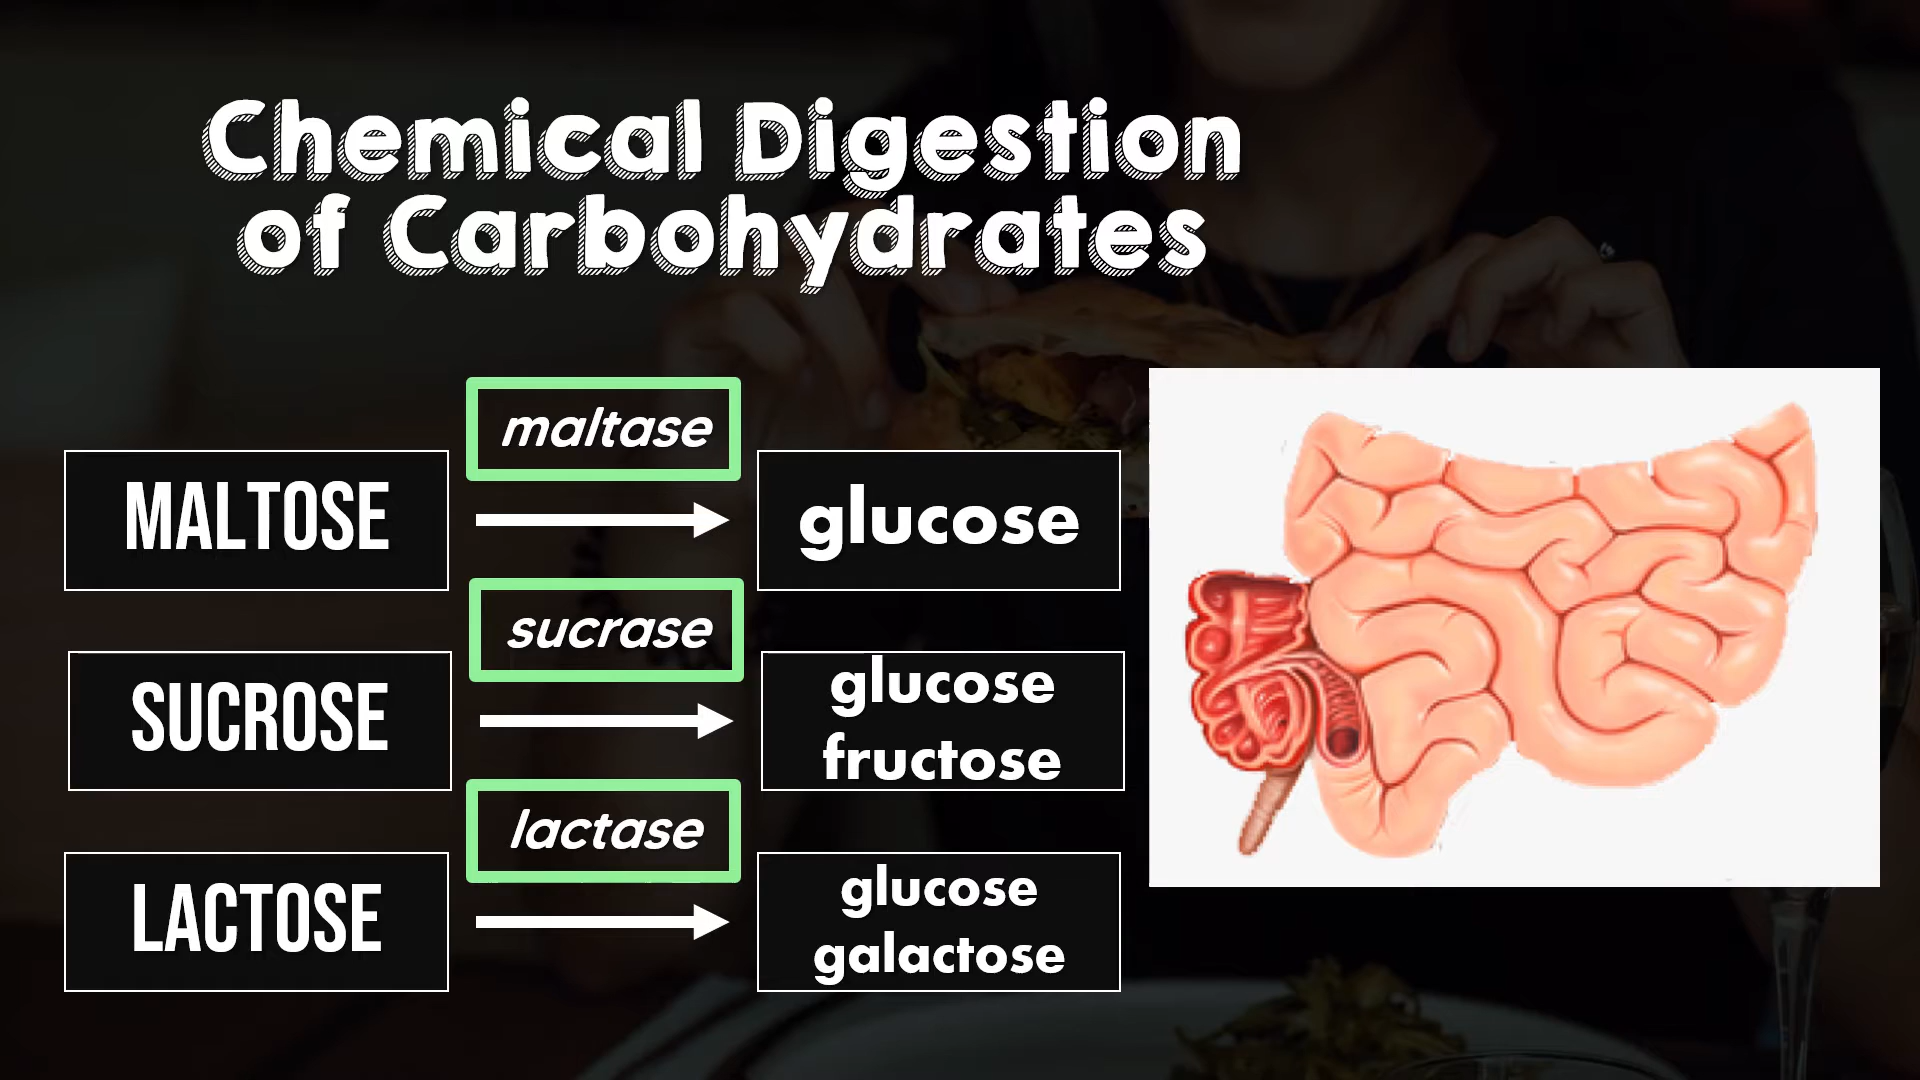 Chemical Digestion
of Carbohydrates
maltase
MALTOSE
glucose
sucrase
SUCROSE
glucose
fructose
lactase
LACTOSE
glucose
galactose